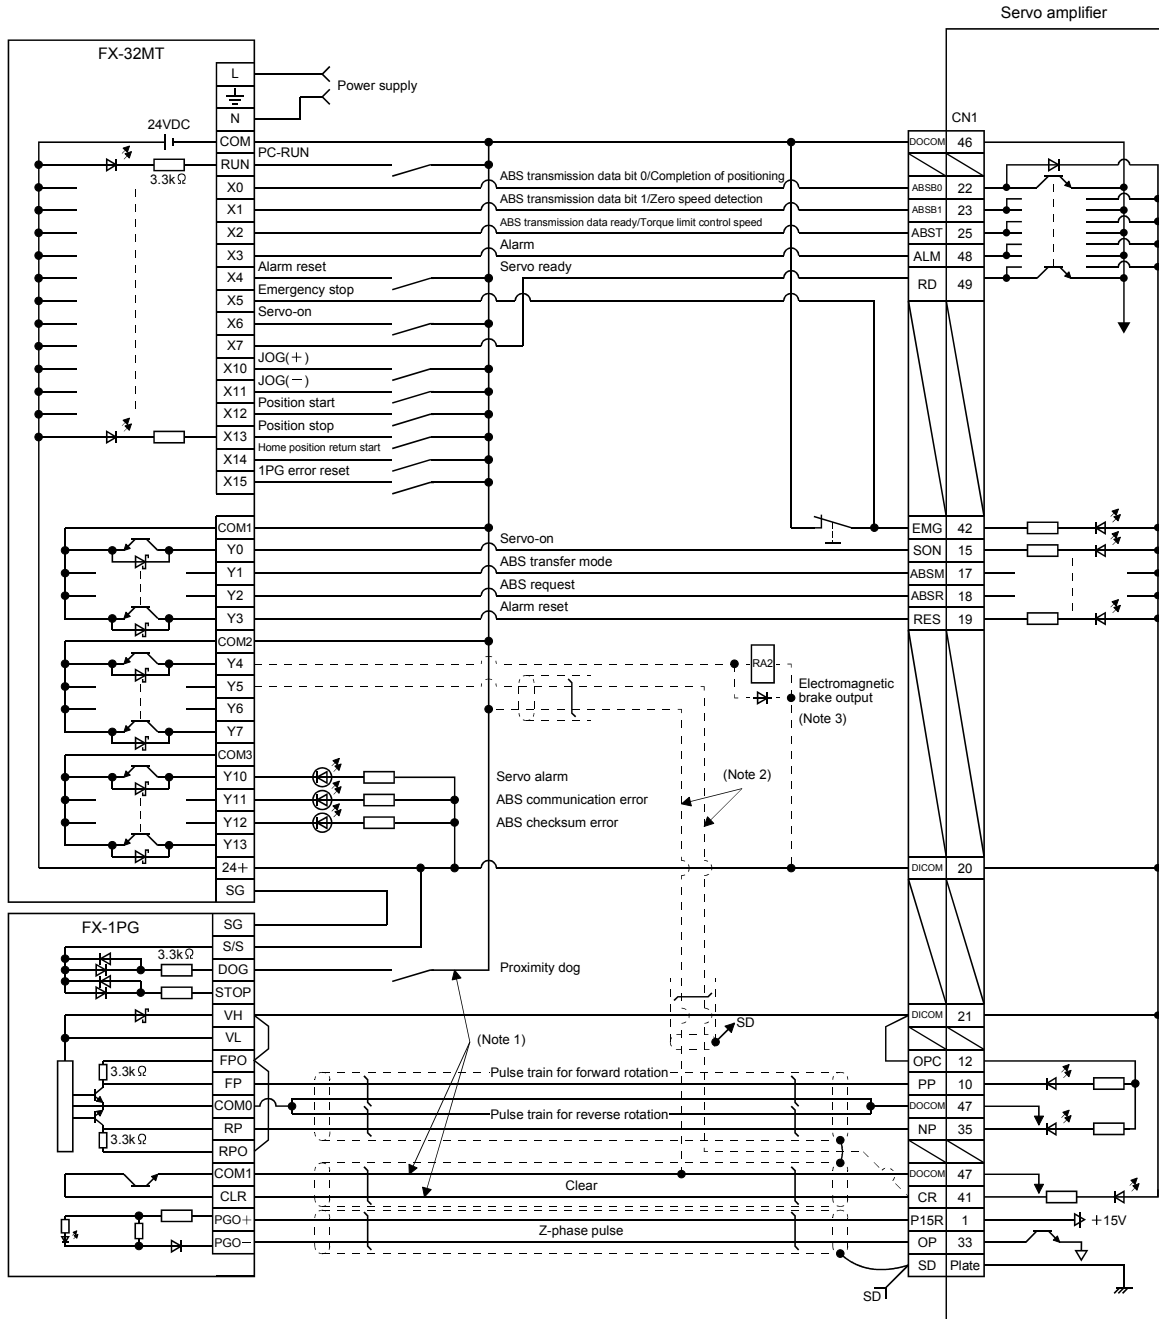 Servo amplifier
FX-32MT
L
Power supply
N
CN1
24VDC
COM
DOCOM 46
PC-RUN
RUN
3.3kΩ
ABS transmission data bit 0/Completion of positioning
X0
ABSB0 22
ABS transmission data bit 1/Zero speed detection
X1
ABSB1 23
ABS transmission data ready/Torque limit control speed
X2
ABST 25
Alarm
X3
ALM 48
Alarm reset
Servo ready
X4
RD 49
Emergency stop
X5
Servo-on
X6
X7
JOG(+)
X10
JOG(−)
X11
Position start
X12
Position stop
X13
Home position return start
X14
1PG error reset
X15
COM1
EMG 42
Servo-on
Y0
SON 15
ABS transfer mode
Y1
ABSM 17
ABS request
Y2
ABSR 18
Alarm reset
Y3
RES 19
COM2
Y4
RA2
Y5
Electromagnetic
brake output
Y6
(Note 3)
Y7
COM3
Y10
Servo alarm
(Note 2)
Y11
ABS communication error
Y12
ABS checksum error
Y13
24+
DICOM 20
SG
FX-1PG
SG
S/S
3.3kΩ
DOG
Proximity dog
STOP
VH
DICOM 21
SD
VL
(Note 1)
FPO
OPC 12
3.3kΩ
Pulse train for forward rotation
FP
PP 10
COM0
DOCOM 47
Pulse train for reverse rotation
RP
NP 35
3.3kΩ
RPO
COM1
DOCOM 47
Clear
CLR
CR 41
PGO+
P15R 1
+15V
Z-phase pulse
PGO−
OP 33
SD Plate
SD